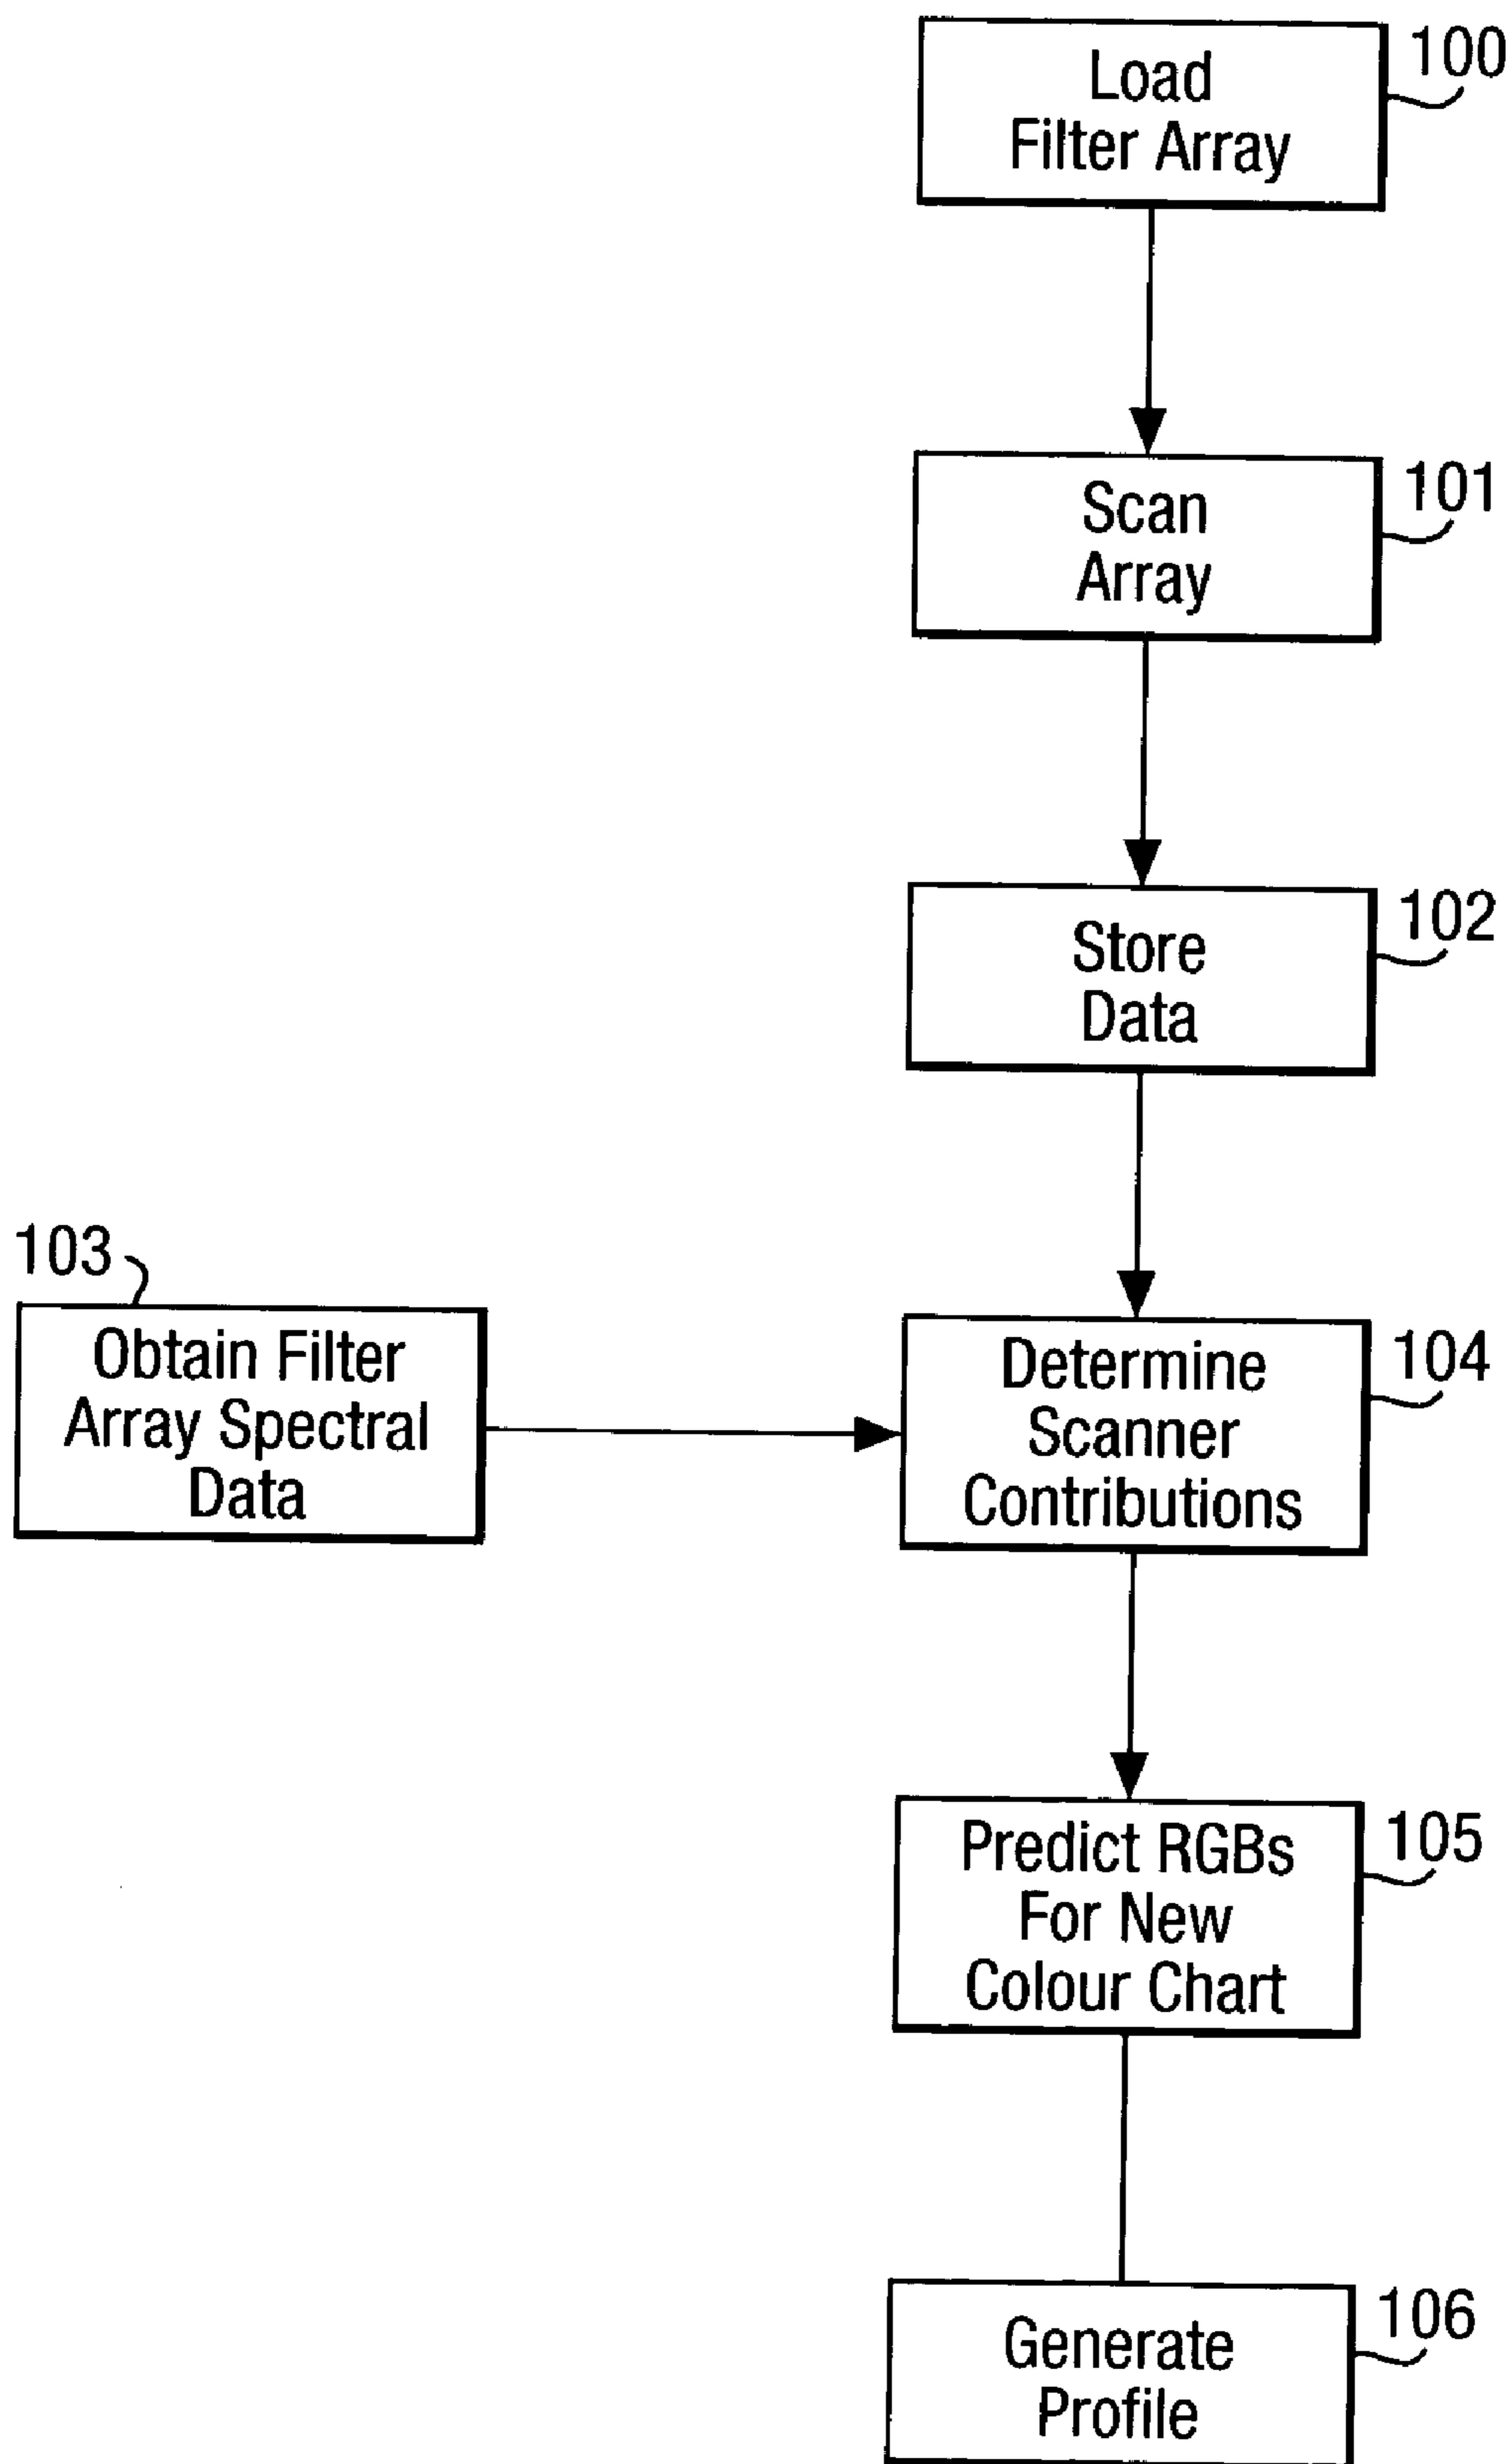 100
Load
Filter Array
101
Scan
Array
102
Store
Data
103
Obtain Filter
Array Spectral
Data
104
Determine
Scanner
Contributions
105
Predict RGBs
For New
Colour Chart
106
Generate
Profile